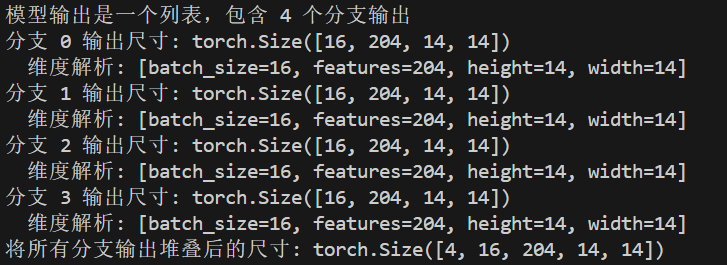 模型输出是一个列表，包含 4 个分支输出
分支 0 输出尺寸: torch.Size([16, 204, 14, 14])
  维度解析: [batch_size=16, features=204, height=14, width=14]
分支 1 输出尺寸: torch.Size([16, 204, 14, 14])
  维度解析: [batch_size=16, features=204, height=14, width=14]
分支 2 输出尺寸: torch.Size([16, 204, 14, 14])
  维度解析: [batch_size=16, features=204, height=14, width=14]
分支 3 输出尺寸: torch.Size([16, 204, 14, 14])
  维度解析: [batch_size=16, features=204, height=14, width=14]
将所有分支输出堆叠后的尺寸: torch.Size([4, 16, 204, 14, 14])